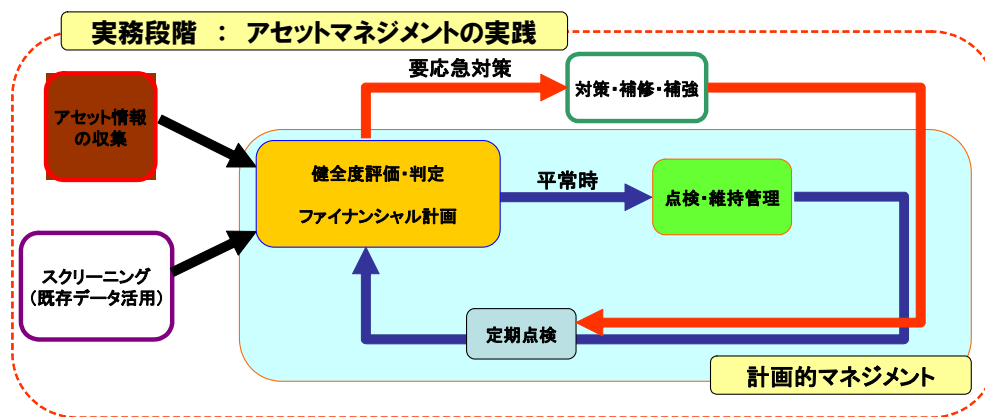 実務段階 ： アセットマネジメントの実践
要応急対策
対策・補修・補強
アセット情報
の収集
健全度評価・判定
ファイナンシャル計画
平常時
点検・維持管理
スクリーニング
（既存データ活用）
定期点検
計画的マネジメント